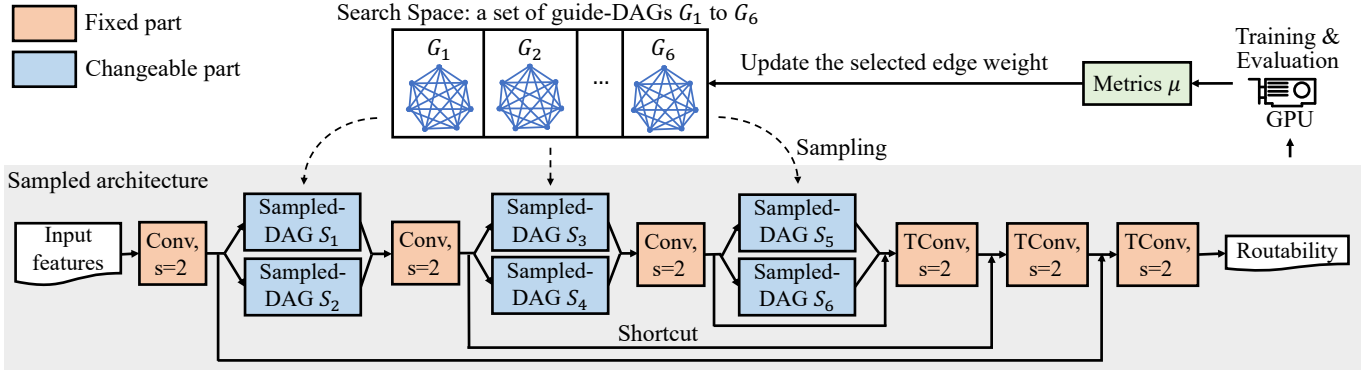 Fixed part
Changeable part
Search Space: a set of guide-DAGs G₁ to G₆
G₁
G₂
...
G₆
Update the selected edge weight
Metrics μ
Training &
Evaluation
GPU
Sampling
Sampled architecture
Input
features
Conv,
s=2
Sampled-
DAG S₁
Sampled-
DAG S₂
Conv,
s=2
Sampled-
DAG S₃
Sampled-
DAG S₄
Conv,
s=2
Sampled-
DAG S₅
Sampled-
DAG S₆
TConv,
s=2
TConv,
s=2
TConv,
s=2
Routability
Shortcut